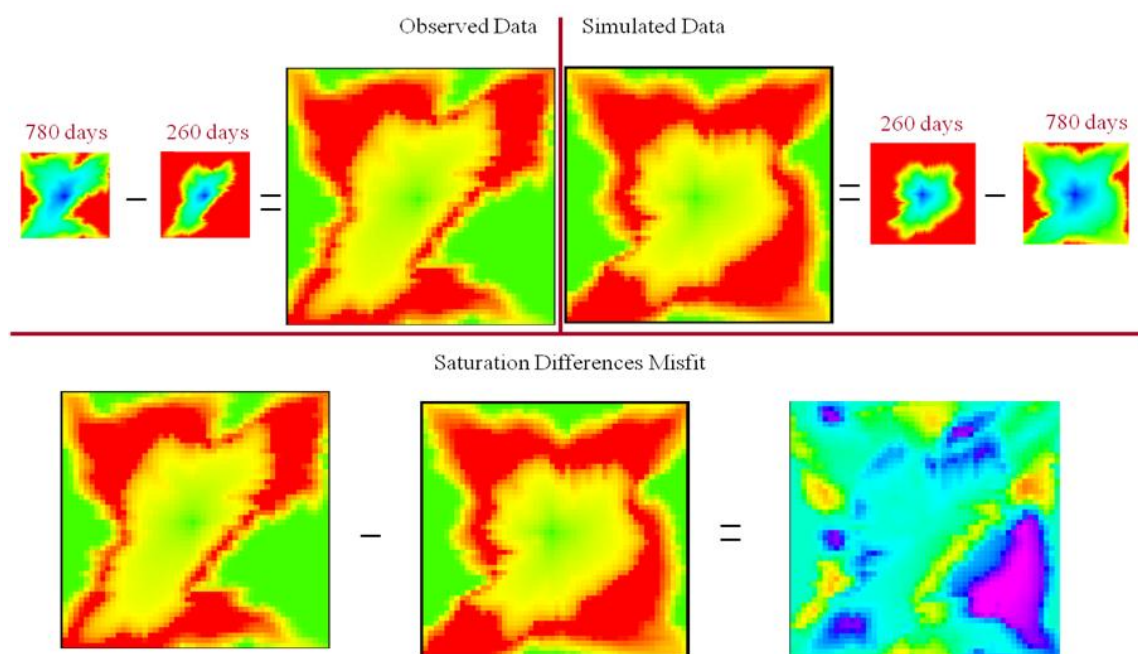 Observed Data
Simulated Data
780 days
260 days
260 days
780 days
− =
= −
Saturation Differences Misfit
− =